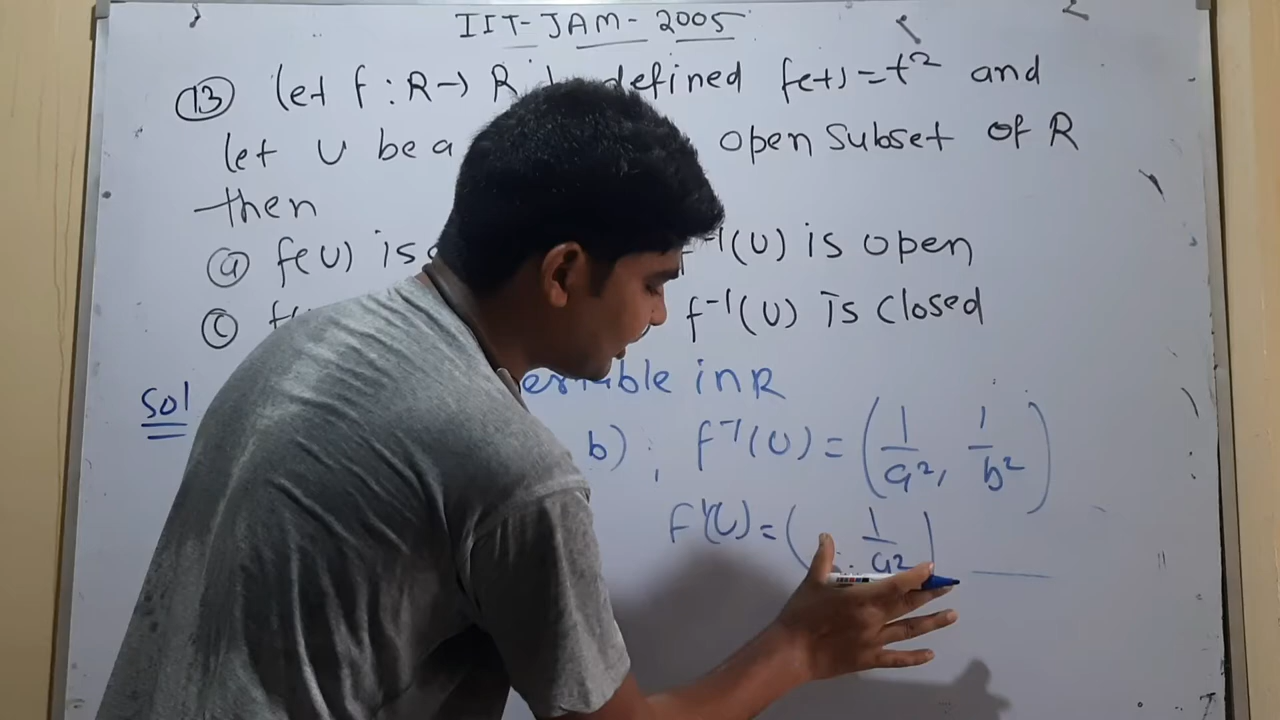 IIT-JAM-2005
13 let f : R→ R defined f(t)=t² and
let U be a open subset of R
then
a f(U) is f⁻¹(U) is open
c f⁻¹(U) is closed
Sol in R
b) ; f⁻¹(U) = (1/a², 1/b²)
f⁻¹(U) = ( 1/a² )